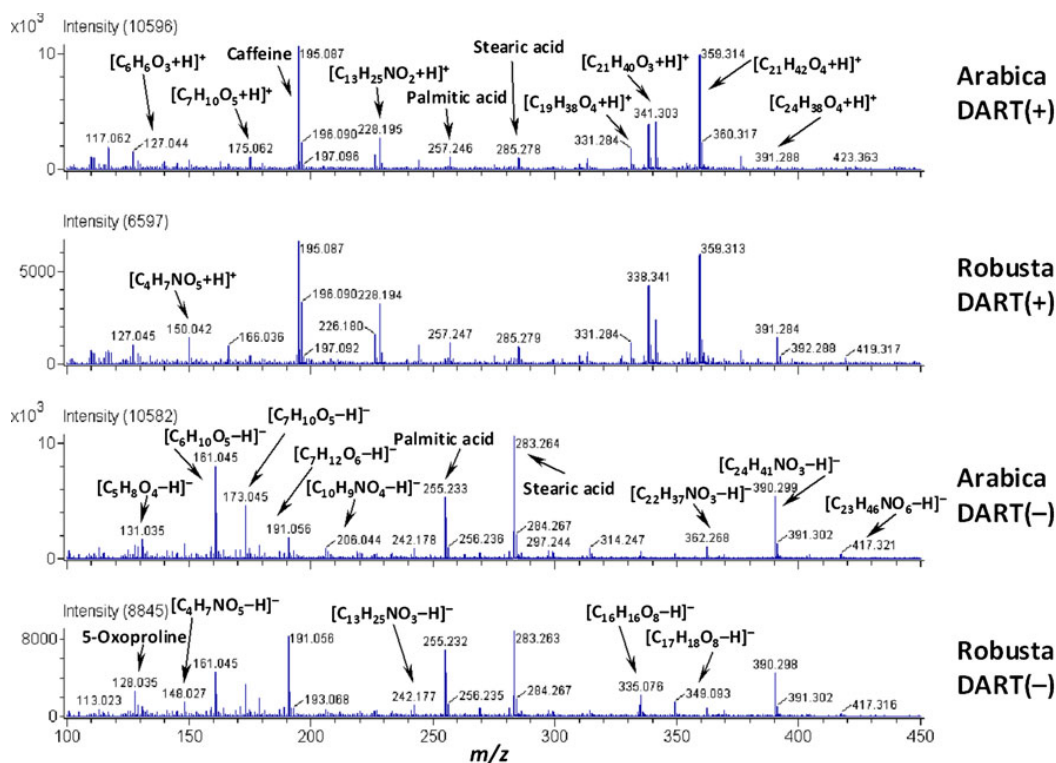 ×10³ Intensity (10596)
[C₆H₆O₃+H]⁺
Caffeine
195.087
[C₁₃H₂₅NO₂+H]⁺
Stearic acid
[C₂₁H₄₀O₃+H]⁺
359.314
[C₂₁H₄₂O₄+H]⁺
Arabica
DART(+)
10
[C₇H₁₀O₅+H]⁺
Palmitic acid
[C₁₉H₃₈O₄+H]⁺
341.303
[C₂₄H₃₈O₄+H]⁺
117.062
127.044
175.062
196.090
228.195
197.096
257.246
285.278
331.284
360.317
391.288
423.363
0
Intensity (6597)
195.087
359.313
Robusta
DART(+)
5000
[C₄H₇NO₅+H]⁺
127.045
150.042
166.036
196.090
228.194
226.180
197.092
257.247
285.279
331.284
338.341
391.284
392.288
419.317
0
×10³ Intensity (10582)
[C₇H₁₀O₅−H]⁻
[C₆H₁₀O₅−H]⁻
161.045
[C₇H₁₂O₆−H]⁻
Palmitic acid
283.264
[C₂₄H₄₁NO₃−H]⁻
Arabica
DART(−)
10
[C₅H₈O₄−H]⁻
173.045
[C₁₀H₉NO₄−H]⁻
255.233
Stearic acid
[C₂₂H₃₇NO₃−H]⁻
390.299
[C₂₃H₄₆NO₆−H]⁻
131.035
191.056
206.044
242.178
256.236
284.267
297.244
314.247
362.268
391.302
417.321
0
Intensity (8845)
[C₄H₇NO₅−H]⁻
[C₁₃H₂₅NO₃−H]⁻
[C₁₆H₁₆O₈−H]⁻
Robusta
DART(−)
8000
5-Oxoproline
191.056
255.232
283.263
[C₁₇H₁₈O₈−H]⁻
113.023
128.035
148.027
161.045
193.068
242.177
256.235
284.267
335.076
349.093
390.298
391.302
417.316
0
100
150
200
250
300
350
400
450
m/z